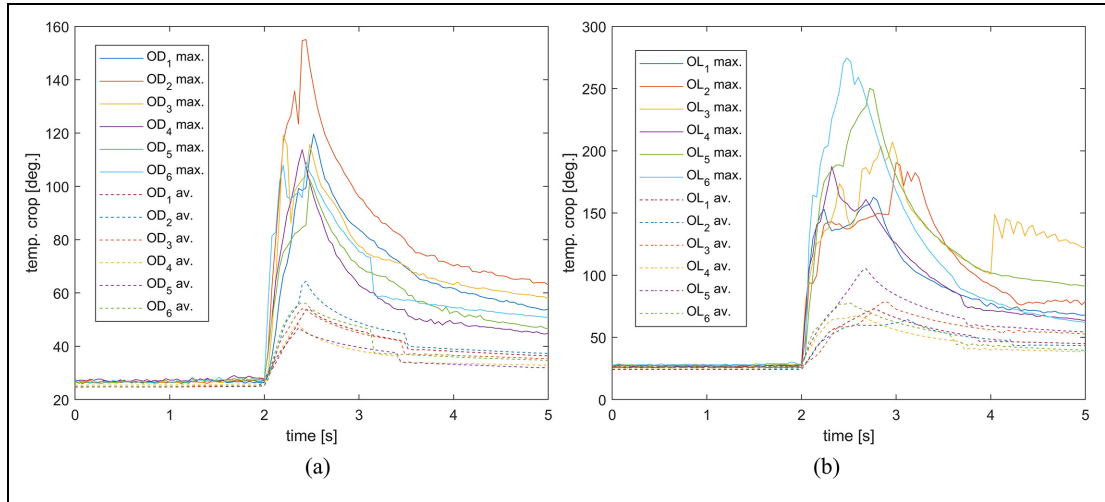 160
140
120
100
80
60
40
20
0
1
2
3
4
5
temp. crop [deg.]
time [s]
OD1 max.
OD2 max.
OD3 max.
OD4 max.
OD5 max.
OD6 max.
OD1 av.
OD2 av.
OD3 av.
OD4 av.
OD5 av.
OD6 av.
(a)
300
250
200
150
100
50
0
0
1
2
3
4
5
temp. crop [deg.]
time [s]
OL1 max.
OL2 max.
OL3 max.
OL4 max.
OL5 max.
OL6 max.
OL1 av.
OL2 av.
OL3 av.
OL4 av.
OL5 av.
OL6 av.
(b)